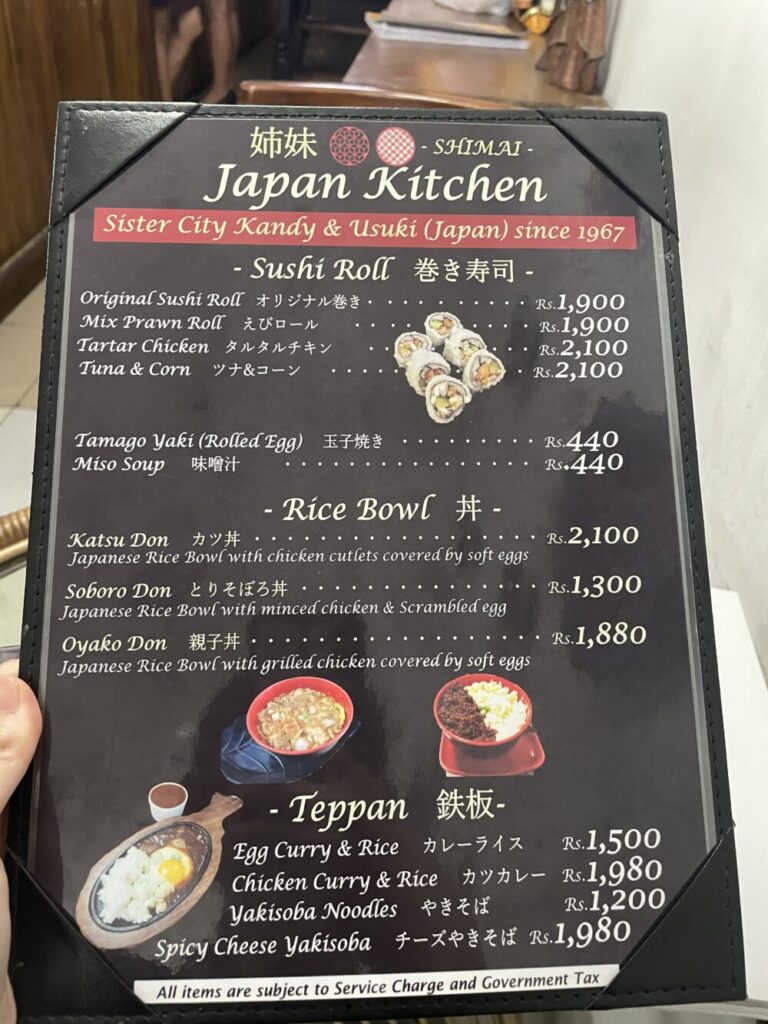 姉妹 - SHIMAI -
Japan Kitchen
Sister City Kandy & Usuki (Japan) since 1967
- Sushi Roll 巻き寿司 -
Original Sushi Roll オリジナル巻き Rs.1,900
Mix Prawn Roll えびロール Rs.1,900
Tartar Chicken タルタルチキン Rs.2,100
Tuna & Corn ツナ&コーン Rs.2,100
Tamago Yaki (Rolled Egg) 玉子焼き Rs.440
Miso Soup 味噌汁 Rs.440
- Rice Bowl 丼 -
Katsu Don カツ丼 Rs.2,100
Japanese Rice Bowl with chicken cutlets covered by soft eggs
Soboro Don とりそぼろ丼 Rs.1,300
Japanese Rice Bowl with minced chicken & Scrambled egg
Oyako Don 親子丼 Rs.1,880
Japanese Rice Bowl with grilled chicken covered by soft eggs
- Teppan 鉄板-
Egg Curry & Rice カレーライス Rs.1,500
Chicken Curry & Rice カツカレー Rs.1,980
Yakisoba Noodles やきそば Rs.1,200
Spicy Cheese Yakisoba チーズやきそば Rs.1,980
All items are subject to Service Charge and Government Tax